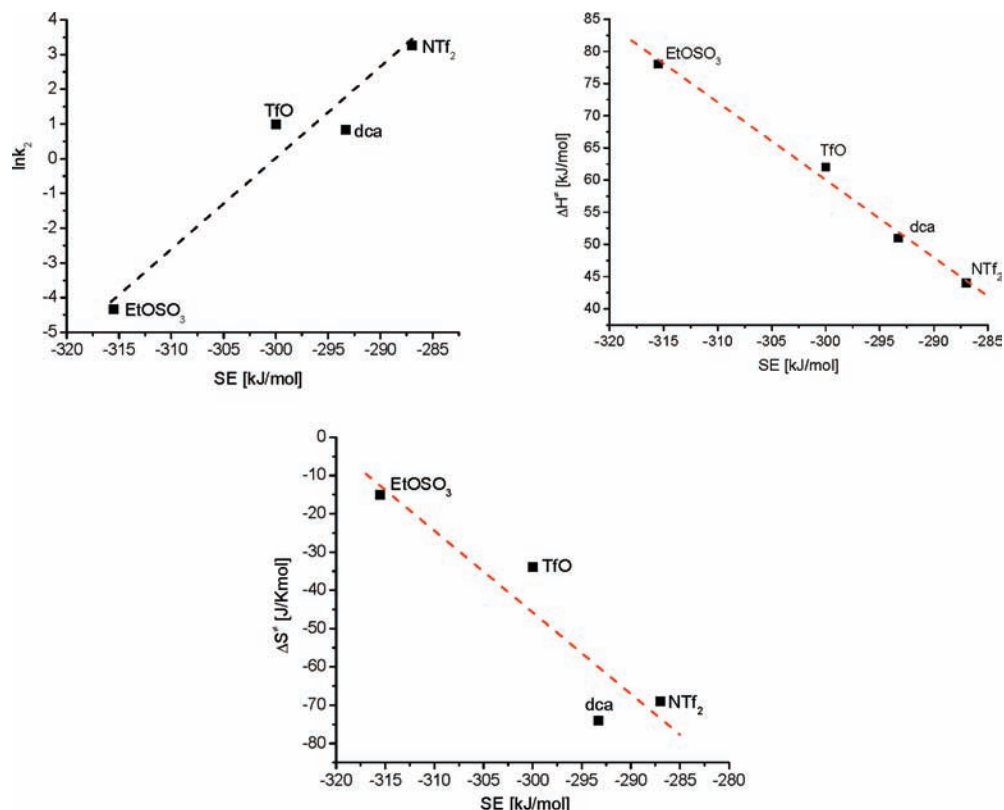 4
3
2
1
0
-1
-2
-3
-4
-5
lnk₂
NTf₂
TfO
dca
EtOSO₃
-320 -315 -310 -305 -300 -295 -290 -285
SE [kJ/mol]
85
80
75
70
65
60
55
50
45
40
ΔH≠ [kJ/mol]
EtOSO₃
TfO
dca
NTf₂
-320 -315 -310 -305 -300 -295 -290 -285
SE [kJ/mol]
0
-10
-20
-30
-40
-50
-60
-70
-80
ΔS≠ [J/Kmol]
EtOSO₃
TfO
dca
NTf₂
-320 -315 -310 -305 -300 -295 -290 -285 -280
SE [kJ/mol]